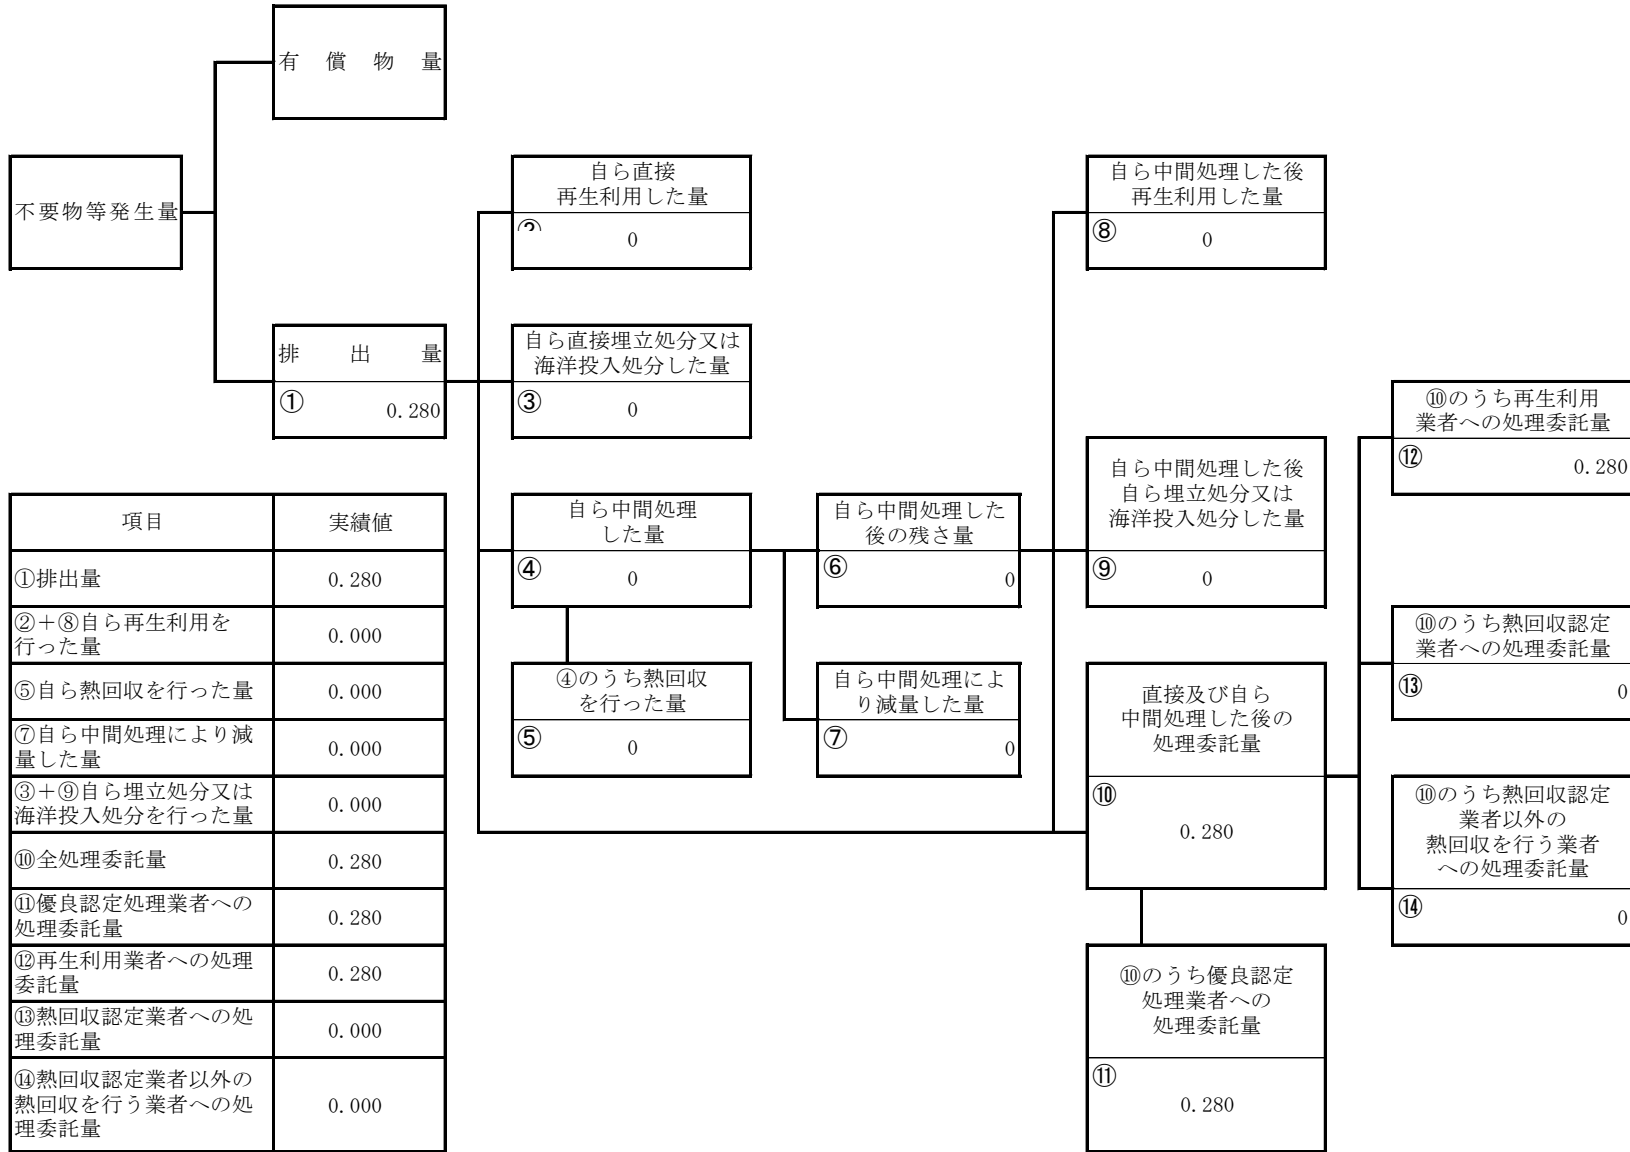 有償物量
不要物等発生量
自ら直接
再生利用した量
②
0
自ら中間処理した後
再生利用した量
⑧
0
排出量
①
0.280
自ら直接埋立処分又は
海洋投入処分した量
③
0
⑩のうち再生利用
業者への処理委託量
⑫
0.280
自ら中間処理
した量
④
0
自ら中間処理した
後の残さ量
⑥
0
自ら中間処理した後
自ら埋立処分又は
海洋投入処分した量
⑨
0
⑩のうち熱回収認定
業者への処理委託量
⑬
0
④のうち熱回収
を行った量
⑤
0
自ら中間処理によ
り減量した量
⑦
0
直接及び自ら
中間処理した後の
処理委託量
⑩
0.280
⑩のうち熱回収認定
業者以外の
熱回収を行う業者
への処理委託量
⑭
0
⑩のうち優良認定
処理業者への
処理委託量
⑪
0.280
項目 実績値
①排出量 0.280
②＋⑧自ら再生利用を
行った量 0.000
⑤自ら熱回収を行った量 0.000
⑦自ら中間処理により減
量した量 0.000
③＋⑨自ら埋立処分又は
海洋投入処分を行った量 0.000
⑩全処理委託量 0.280
⑪優良認定処理業者への
処理委託量 0.280
⑫再生利用業者への処理
委託量 0.280
⑬熱回収認定業者への処
理委託量 0.000
⑭熱回収認定業者以外の
熱回収を行う業者への処
理委託量 0.000